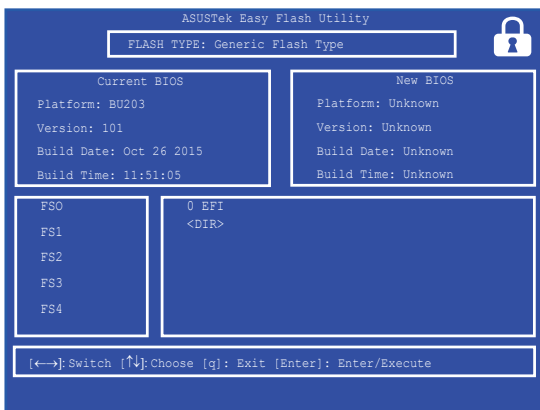 ASUSTek Easy Flash Utility
FLASH TYPE: Generic Flash Type
Current BIOS
Platform: BU203
Version: 101
Build Date: Oct 26 2015
Build Time: 11:51:05
New BIOS
Platform: Unknown
Version: Unknown
Build Date: Unknown
Build Time: Unknown
FSO
FS1
FS2
FS3
FS4
0 EFI
<DIR>
[←→]: Switch [↑↓]: Choose [q]: Exit [Enter]: Enter/Execute